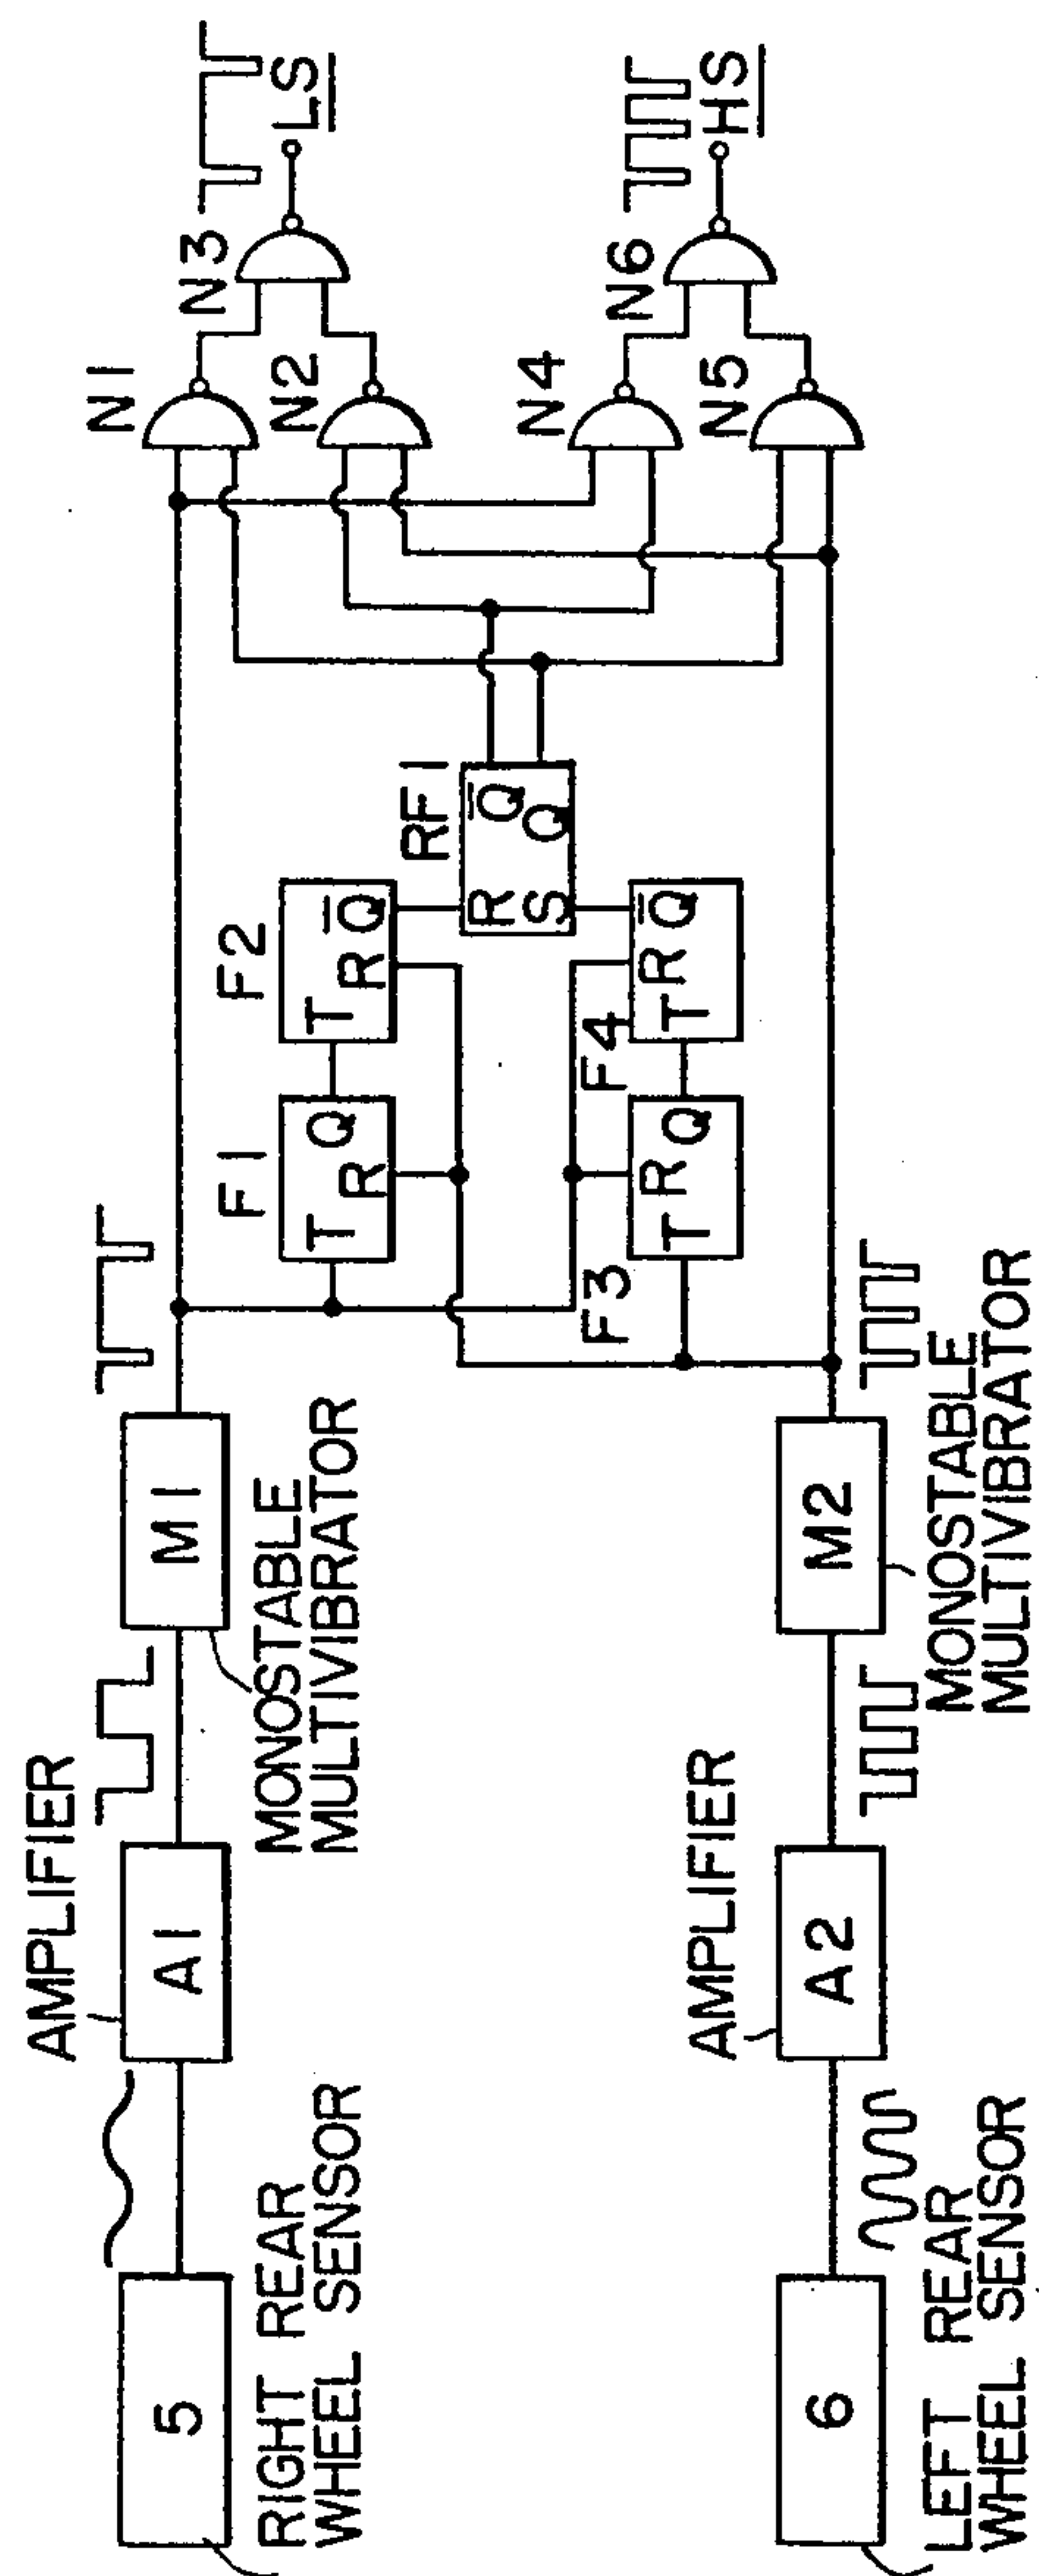 AMPLIFIER
5
A1
M1
RIGHT REAR
WHEEL SENSOR
MONOSTABLE
MULTIVIBRATOR
F1
T
Q
R
F2
T
R
Q̅
RF1
R
S
Q̅
Q
N1
N2
N3
LS
F3
T
R
Q
F4
T
R
Q̅
N4
N5
N6
HS
AMPLIFIER
6
A2
M2
LEFT REAR
WHEEL SENSOR
MONOSTABLE
MULTIVIBRATOR